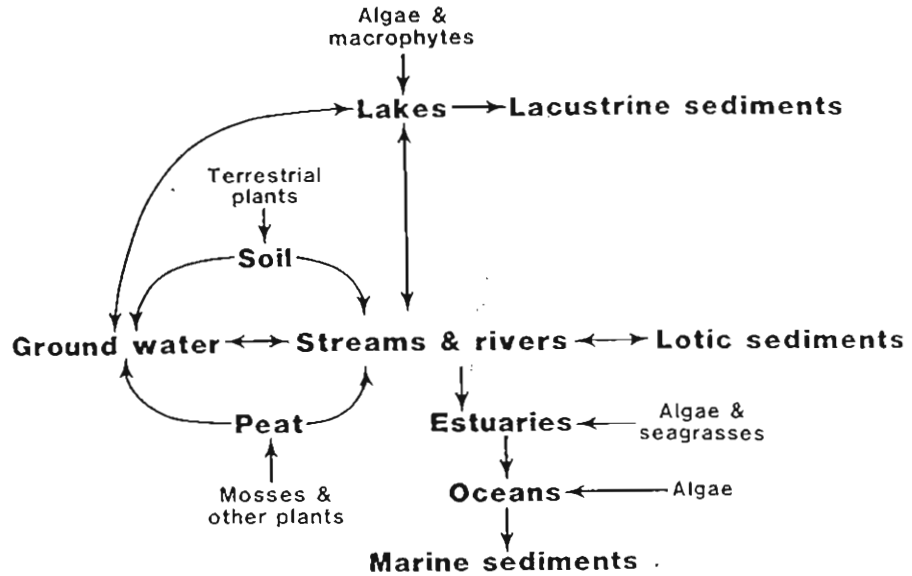 Algae &
macrophytes
Lakes
Lacustrine sediments
Terrestrial
plants
Soil
Ground water
Streams & rivers
Lotic sediments
Peat
Estuaries
Algae &
seagrasses
Mosses &
other plants
Oceans
Algae
Marine sediments